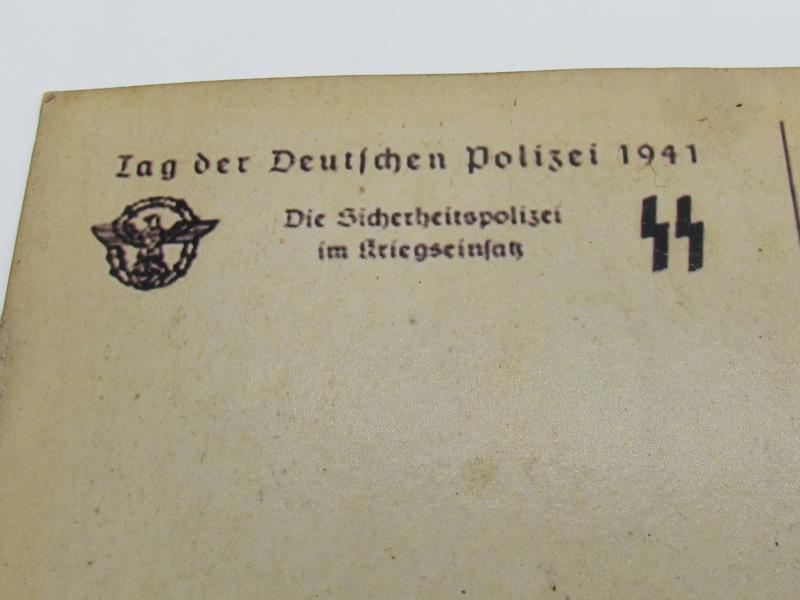 Tag der Deutschen Polizei 1941
Die Sicherheitspolizei
im Kriegseinsatz